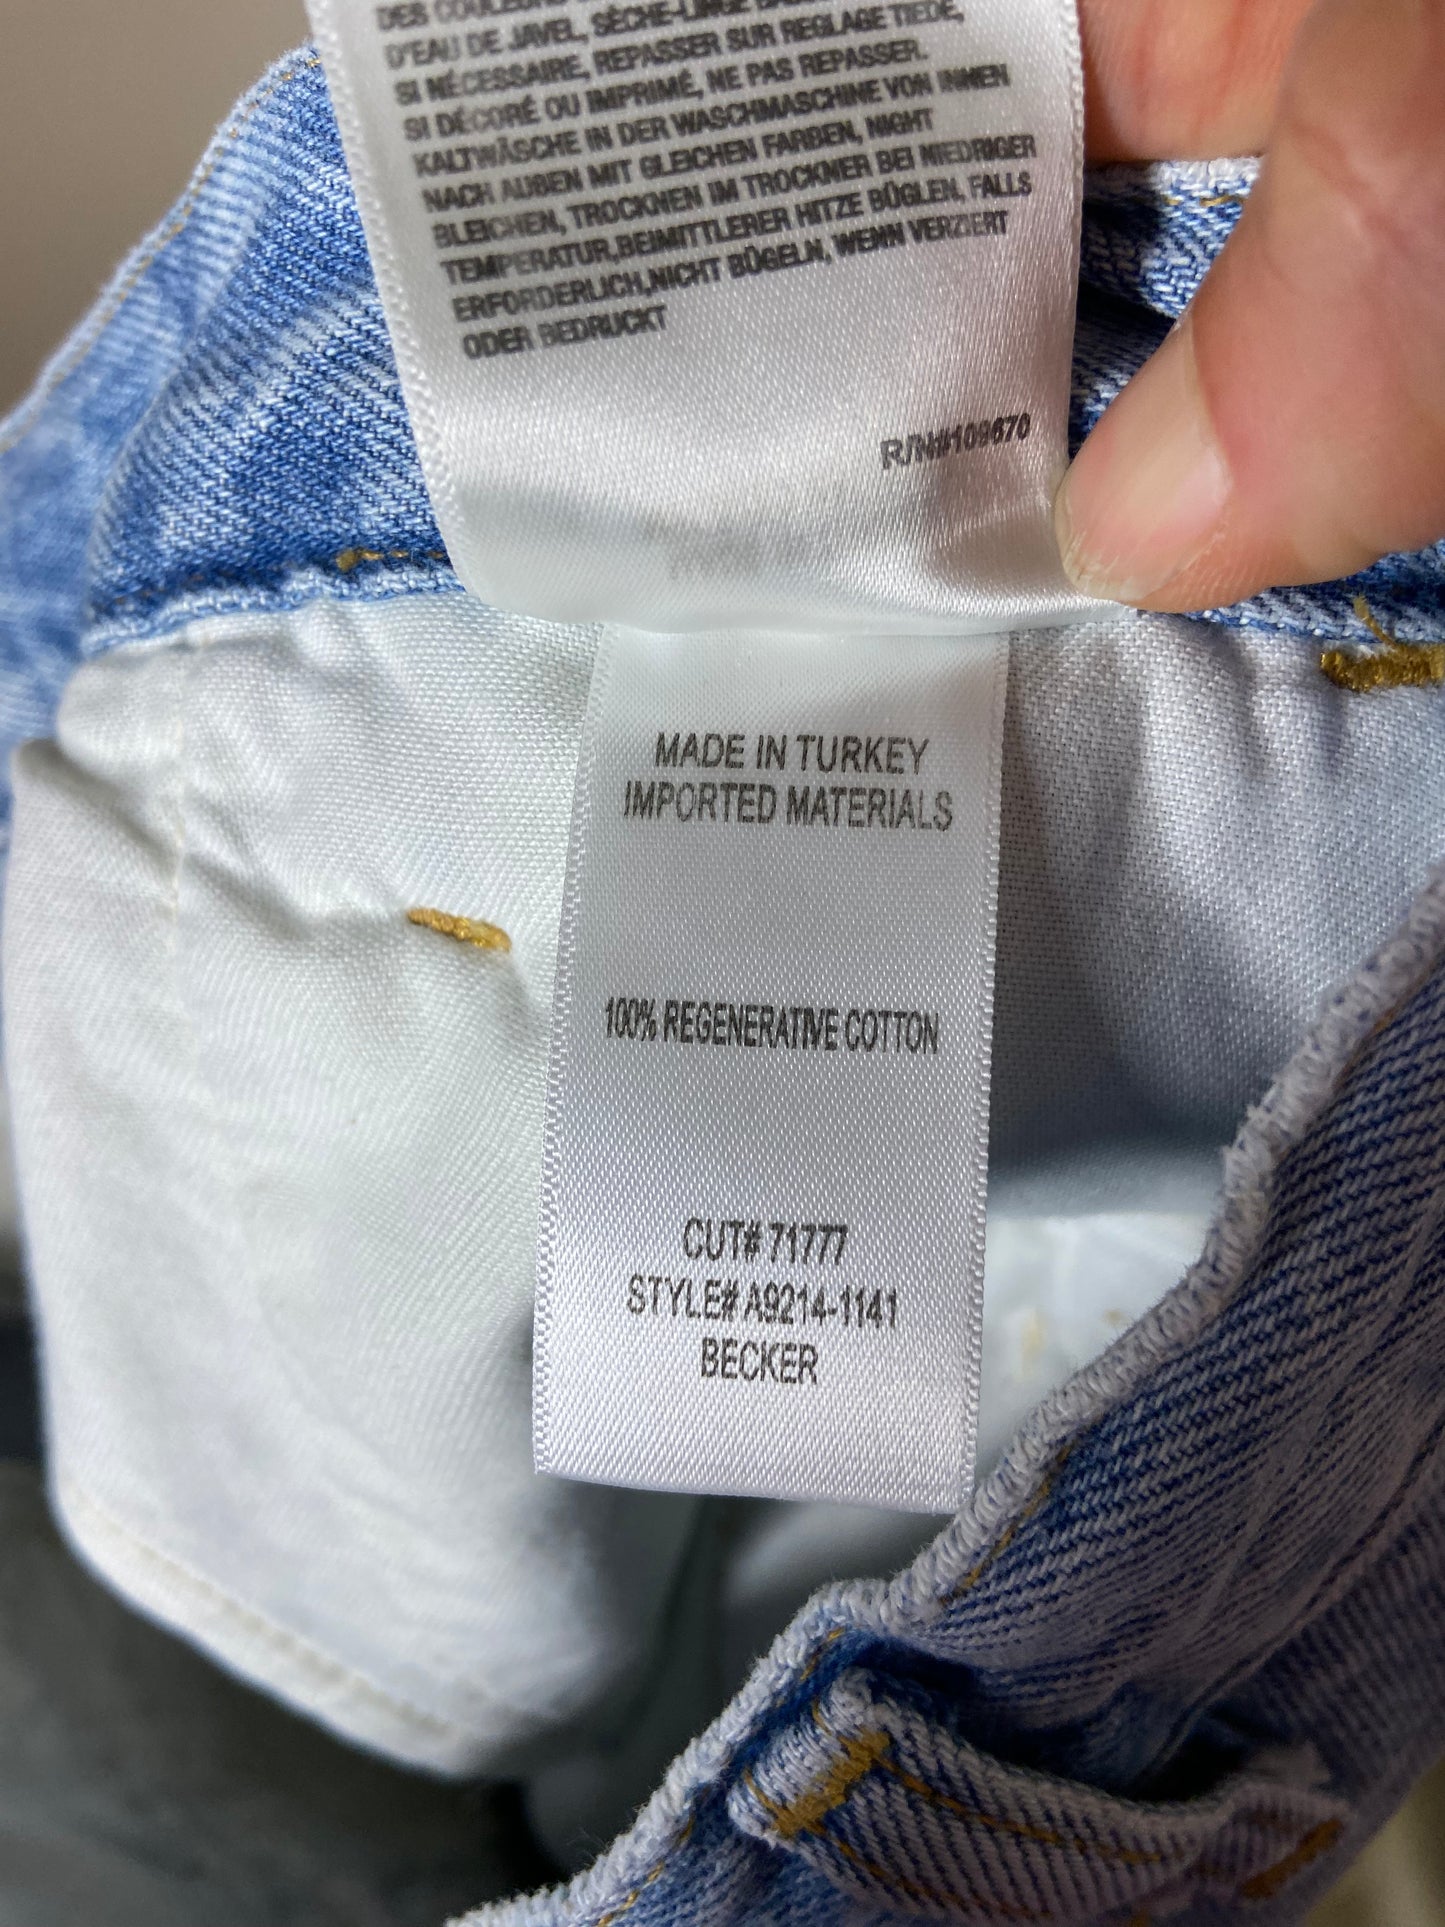 DES COULEURS
D'EAU DE JAVEL, SÈCHE-LINGE
SI NÉCESSAIRE, REPASSER SUR REGLAGE TIEDE,
SI DÉCORÉ OU IMPRIMÉ, NE PAS REPASSER.
KALTWÄSCHE IN DER WASCHMASCHINE VON INNEN
NACH AUßEN MIT GLEICHEN FARBEN, NIGHT
BLEICHEN, TROCKNEN IM TROCKNER BEI NIEDRIGER
TEMPERATUR,BEIMITTLERER HITZE BÜGLEN, FALLS
ERFORDERLICH,NICHT BÜGELN, WENN VERZIERT
ODER BEDRUCKT
R/N#109670
MADE IN TURKEY
IMPORTED MATERIALS
100% REGENERATIVE COTTON
CUT# 71777
STYLE# A9214-1141
BECKER